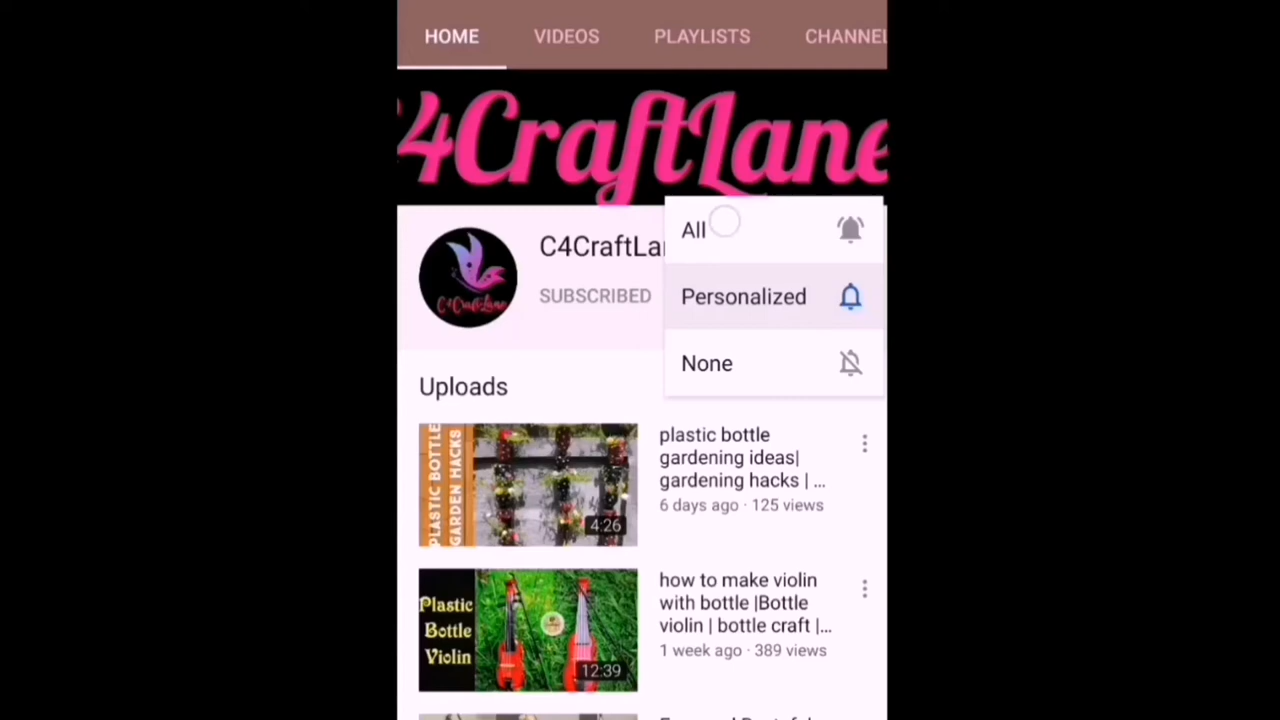 HOME VIDEOS PLAYLISTS CHANNEL
C4CraftLane
C4CraftLane
C4CraftLa
SUBSCRIBED
All
Personalized
None
Uploads
PLASTIC BOTTLE
GARDEN HACKS
4:26
plastic bottle
gardening ideas|
gardening hacks | ...
6 days ago · 125 views
Plastic
Bottle
Violin
12:39
how to make violin
with bottle |Bottle
violin | bottle craft |...
1 week ago · 389 views